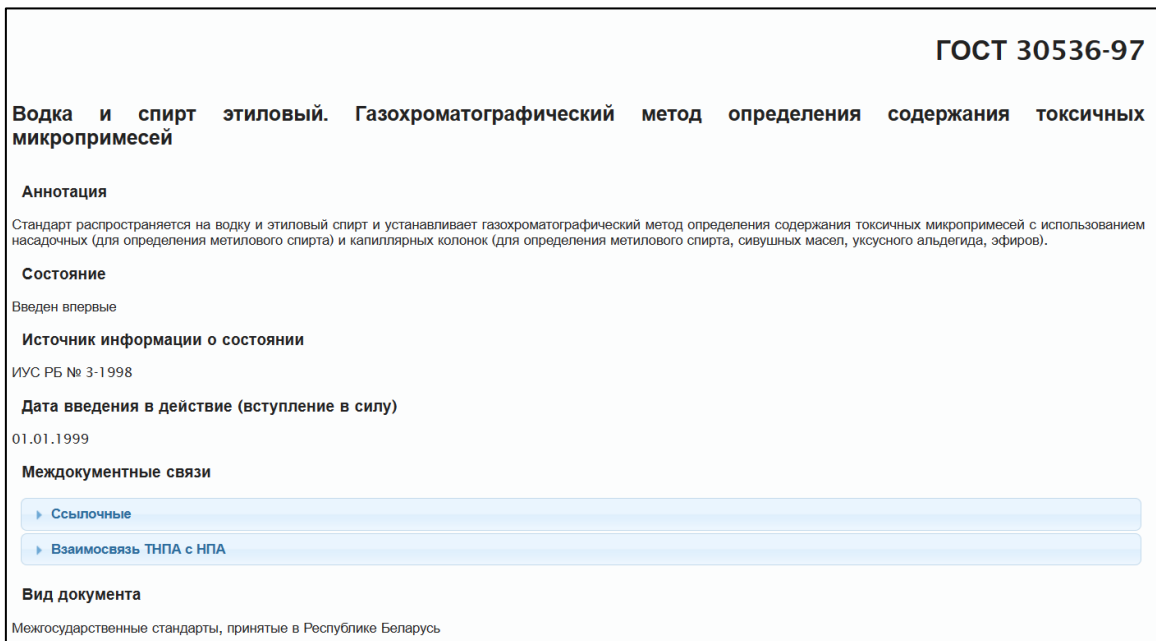 ГОСТ 30536-97
Водка и спирт этиловый. Газохроматографический метод определения содержания токсичных
микропримесей
Аннотация
Стандарт распространяется на водку и этиловый спирт и устанавливает газохроматографический метод определения содержания токсичных микропримесей с использованием
насадочных (для определения метилового спирта) и капиллярных колонок (для определения метилового спирта, сивушных масел, уксусного альдегида, эфиров).
Состояние
Введен впервые
Источник информации о состоянии
ИУС РБ № 3-1998
Дата введения в действие (вступление в силу)
01.01.1999
Междокументные связи
Ссылочные
Взаимосвязь ТНПА с НПА
Вид документа
Межгосударственные стандарты, принятые в Республике Беларусь